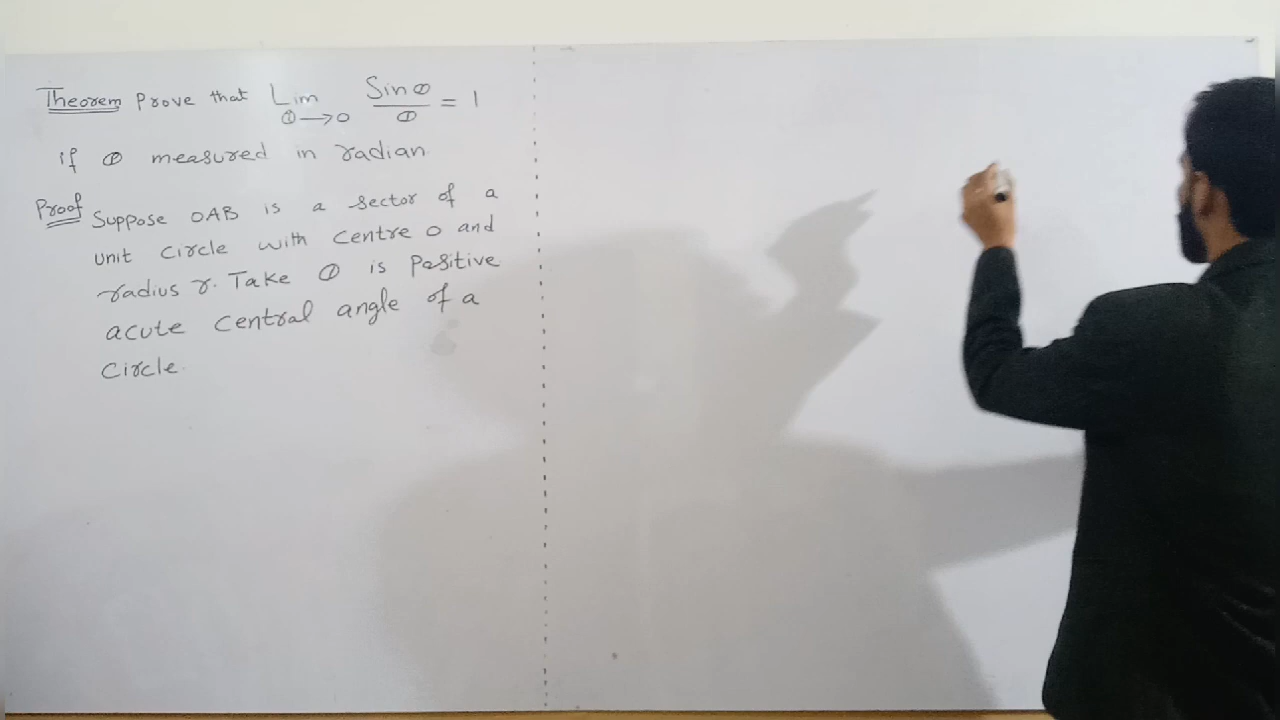 Theorem Prove that Lim θ→0 Sinθ/θ = 1
if θ measured in radian.
Proof Suppose OAB is a sector of a
unit circle with centre O and
radius r. Take θ is positive
acute central angle of a
circle.